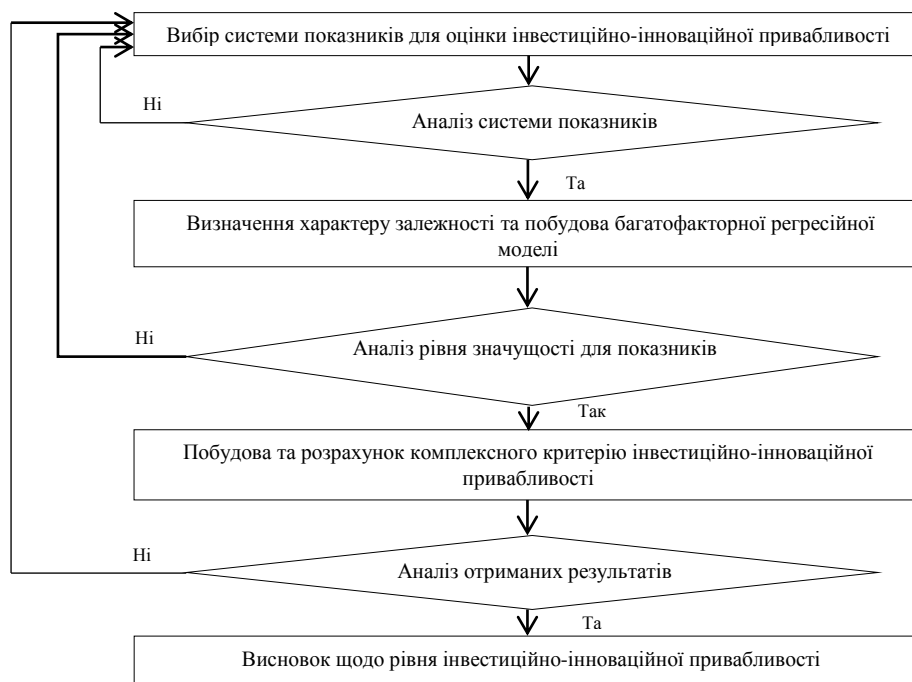 Вибір системи показників для оцінки інвестиційно-інноваційної привабливості
Ні
Аналіз системи показників
Та
Визначення характеру залежності та побудова багатофакторної регресійної
моделі
Ні
Аналіз рівня значущості для показників
Так
Побудова та розрахунок комплексного критерію інвестиційно-інноваційної
привабливості
Ні
Аналіз отриманих результатів
Та
Висновок щодо рівня інвестиційно-інноваційної привабливості